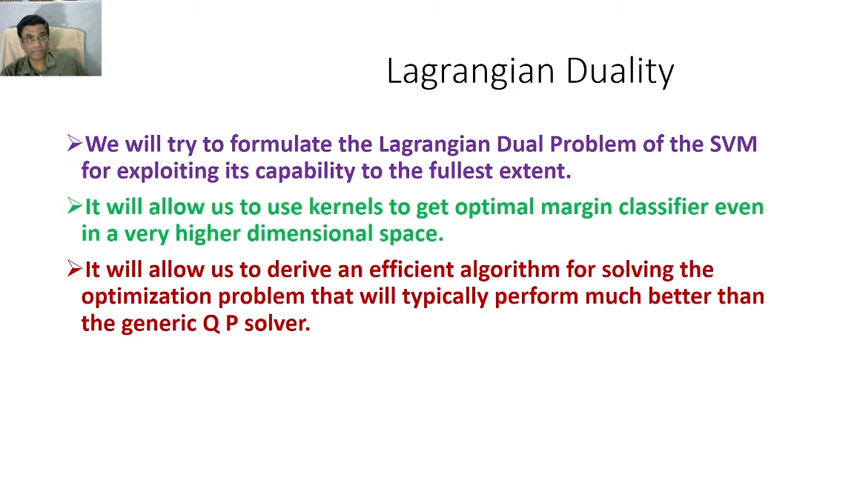 Lagrangian Duality
➢We will try to formulate the Lagrangian Dual Problem of the SVM
for exploiting its capability to the fullest extent.
➢It will allow us to use kernels to get optimal margin classifier even
in a very higher dimensional space.
➢It will allow us to derive an efficient algorithm for solving the
optimization problem that will typically perform much better than
the generic Q P solver.